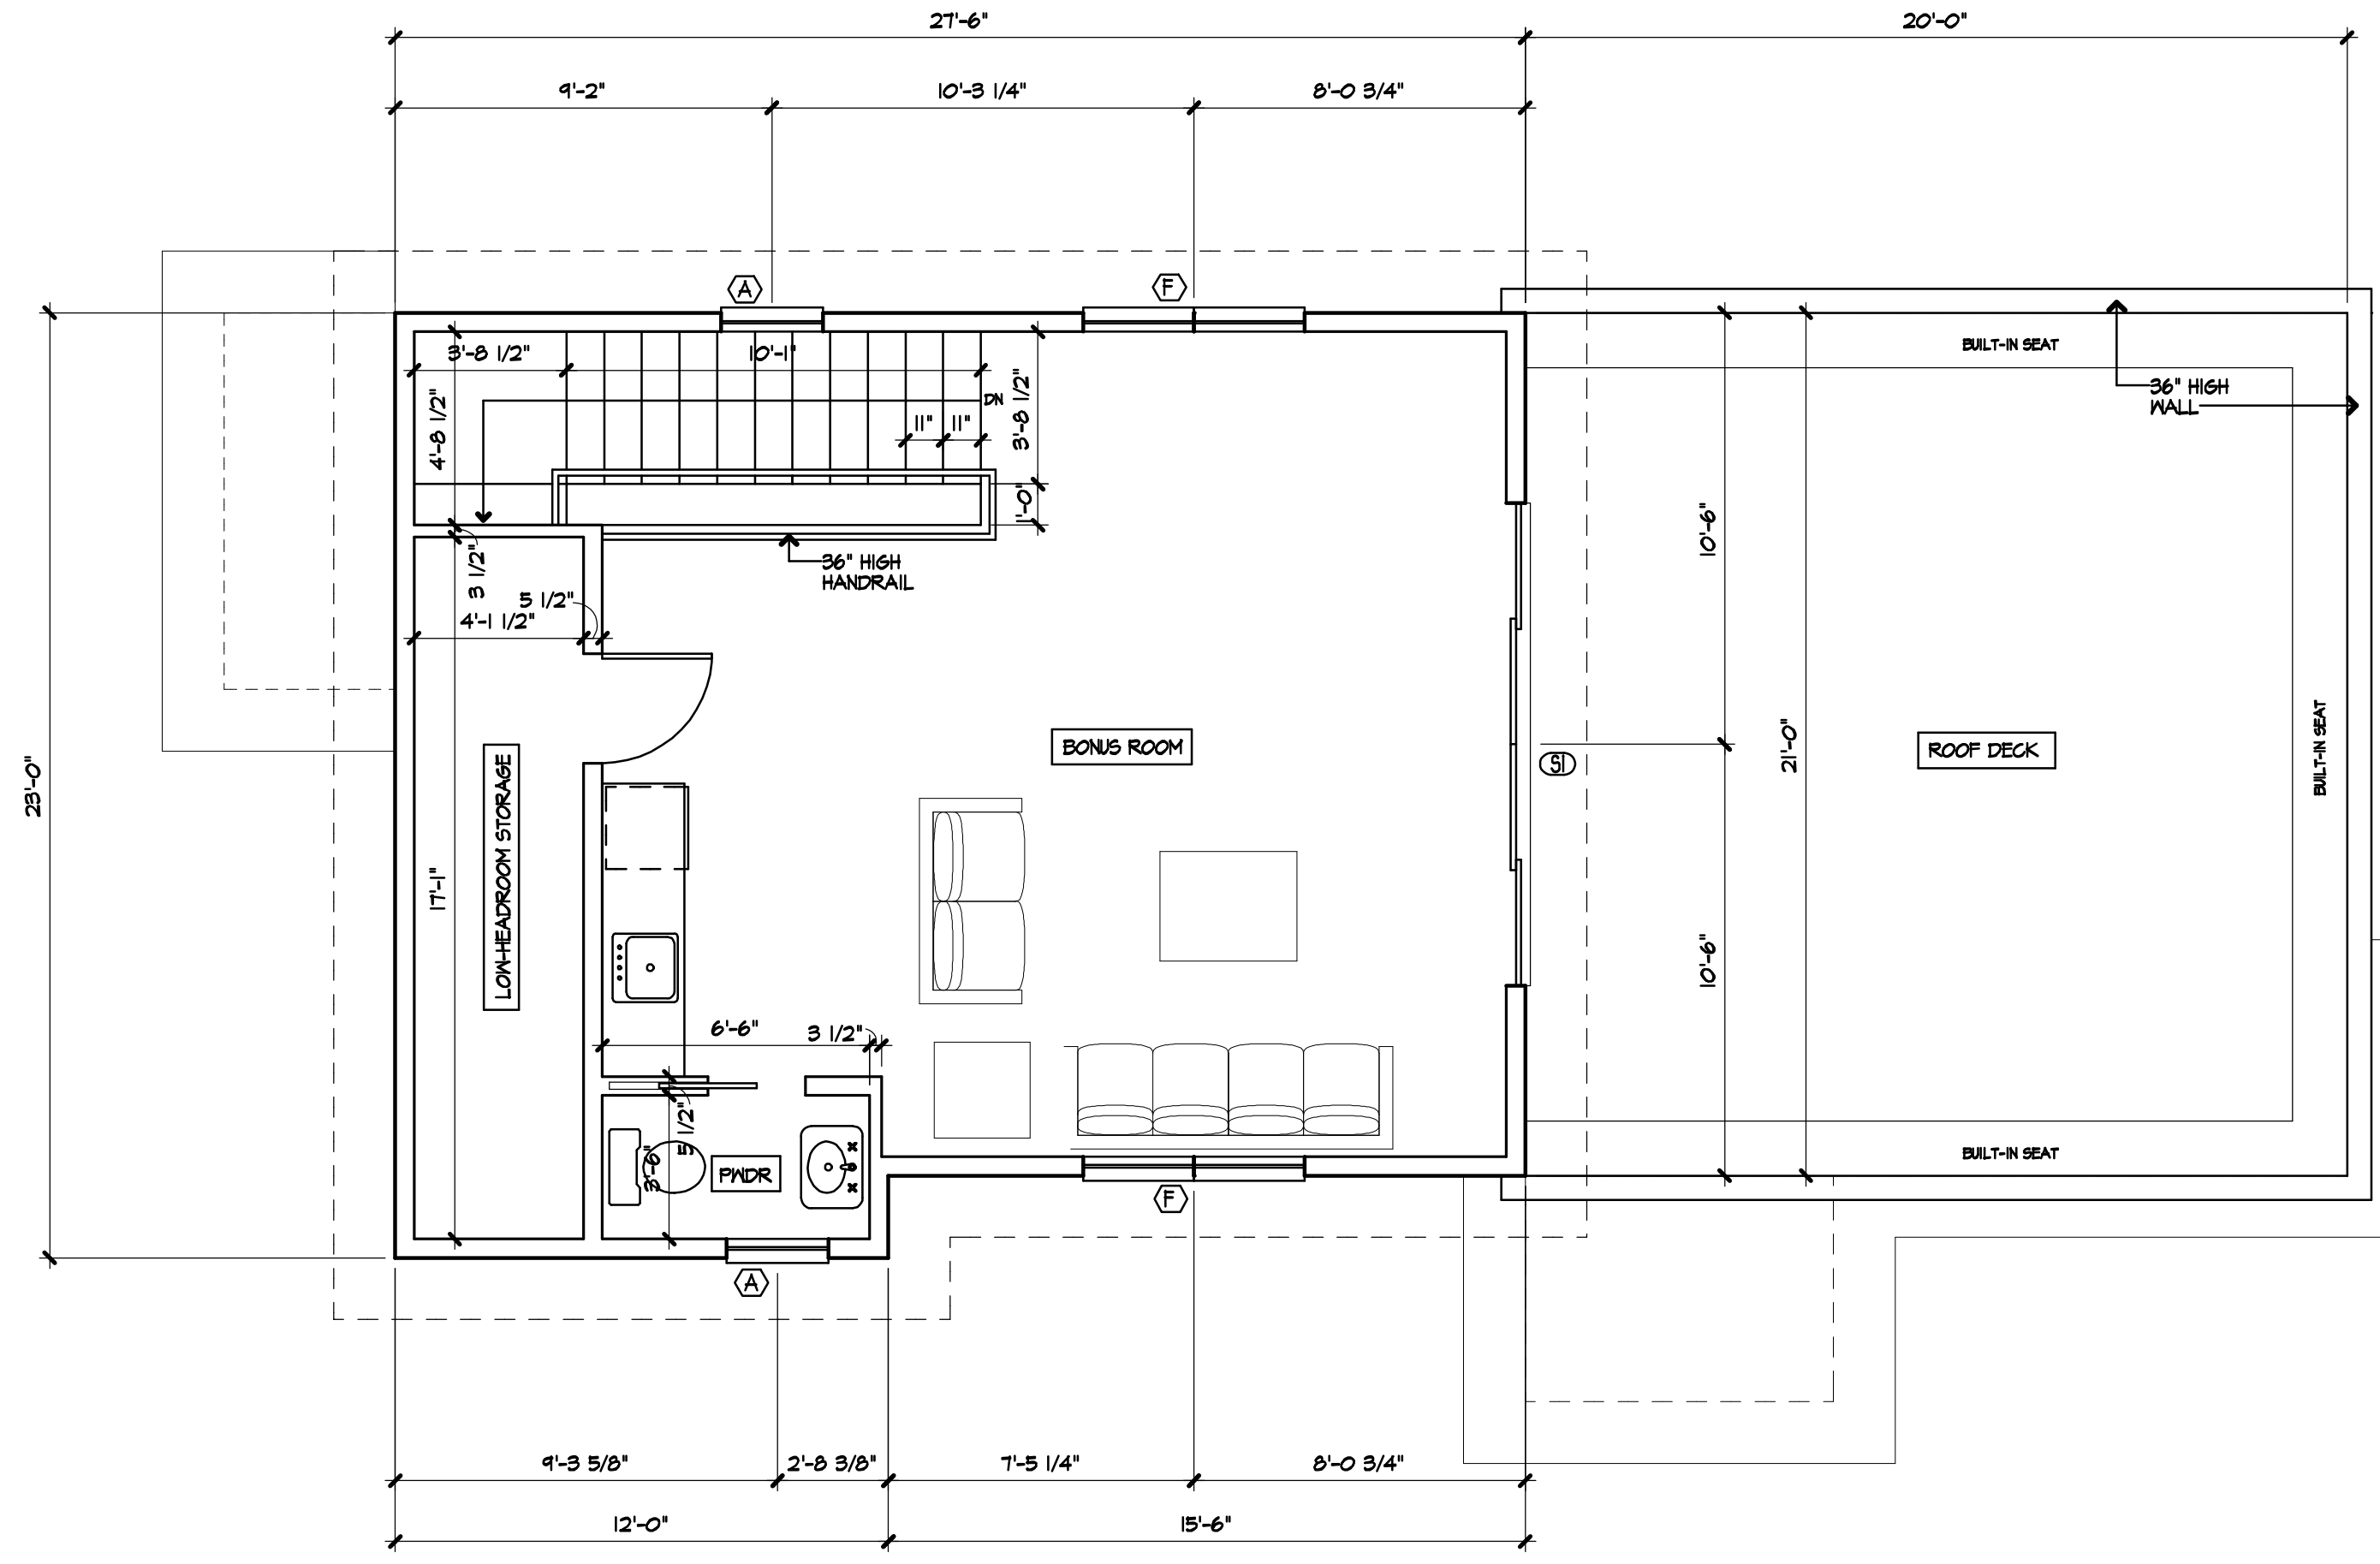 27'-6"
20'-0"
9'-2"
10'-3 1/4"
8'-0 3/4"
A
F
3'-8 1/2"
10'-1"
BUILT-IN SEAT
36" HIGH
WALL
DN
4'-8 1/2"
11"
11"
3'-8 1/2"
1'-0"
10'-6"
36" HIGH
HANDRAIL
3 1/2"
5 1/2"
4'-1 1/2"
BONUS ROOM
S1
21'-0"
ROOF DECK
BUILT-IN SEAT
23'-0"
LOW-HEADROOM STORAGE
17'-1"
10'-6"
6'-6"
3 1/2"
5 1/2"
3'-6"
PWDR
BUILT-IN SEAT
F
A
9'-3 5/8"
2'-8 3/8"
7'-5 1/4"
8'-0 3/4"
12'-0"
15'-6"